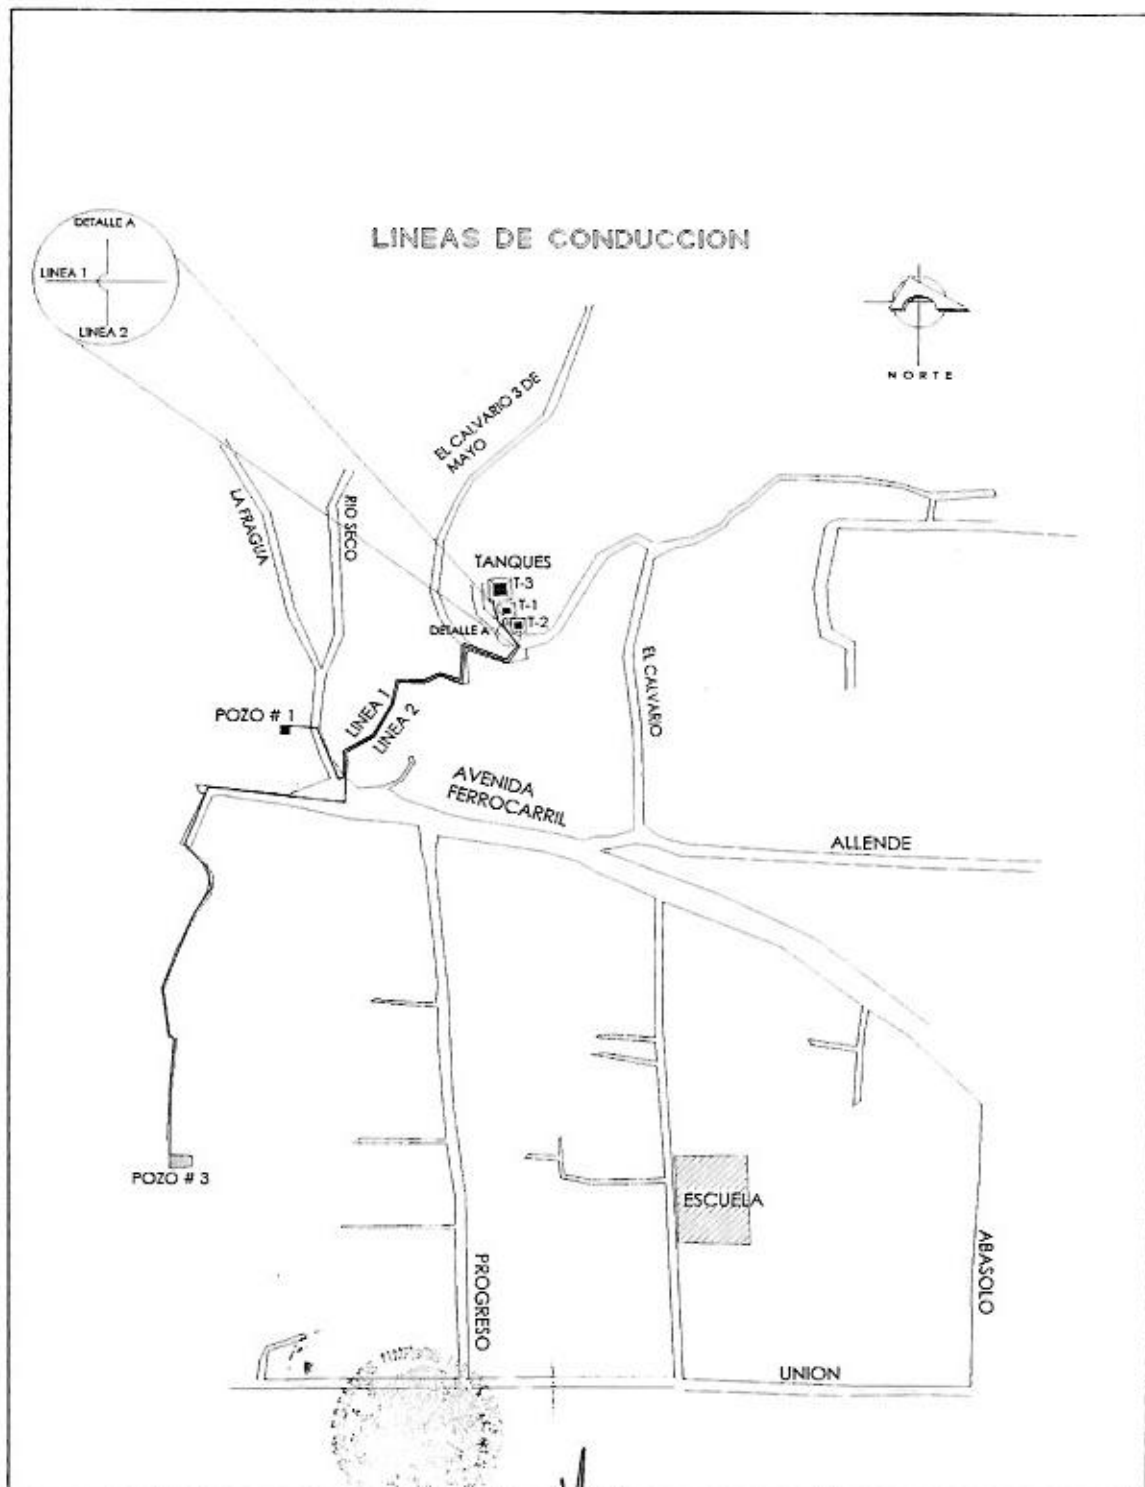 DETALLE A
LINEAS DE CONDUCCION
LINEA 1
LINEA 2
NORTE
EL CALVARIO 3 DE
MAYO
LA FRAGUA
RIO SECO
TANQUES
T-3
T-1
T-2
DETALLE A
EL CALVARIO
POZO # 1
LINEA 1
LINEA 2
AVENIDA
FERROCARRIL
ALLENDE
POZO # 3
ESCUELA
ABASOLO
PROGRESO
UNION